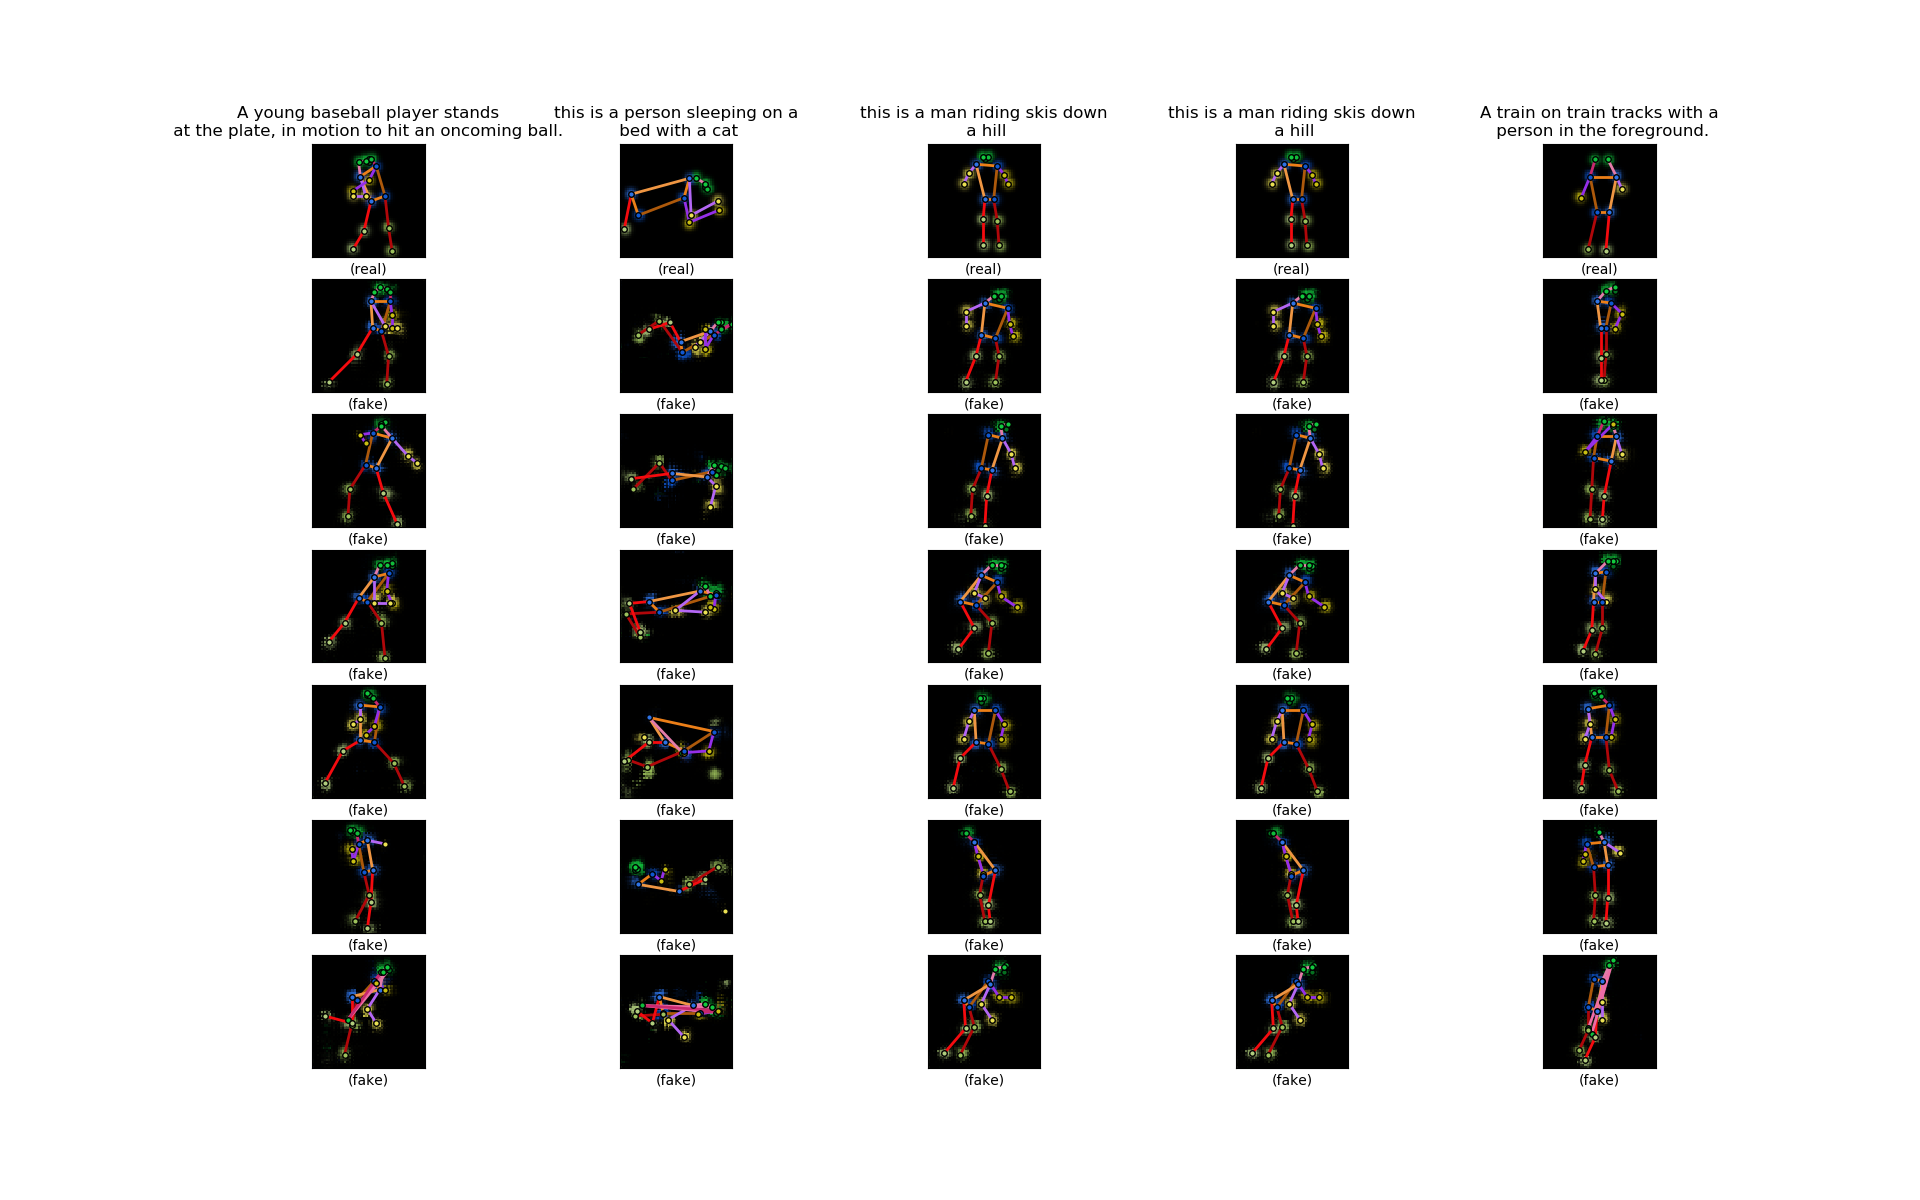 A young baseball player stands
at the plate, in motion to hit an oncoming ball.
this is a person sleeping on a
bed with a cat
this is a man riding skis down
a hill
this is a man riding skis down
a hill
A train on train tracks with a
person in the foreground.
(real) (real) (real) (real) (real)
(fake) (fake) (fake) (fake) (fake)
(fake) (fake) (fake) (fake) (fake)
(fake) (fake) (fake) (fake) (fake)
(fake) (fake) (fake) (fake) (fake)
(fake) (fake) (fake) (fake) (fake)
(fake) (fake) (fake) (fake) (fake)